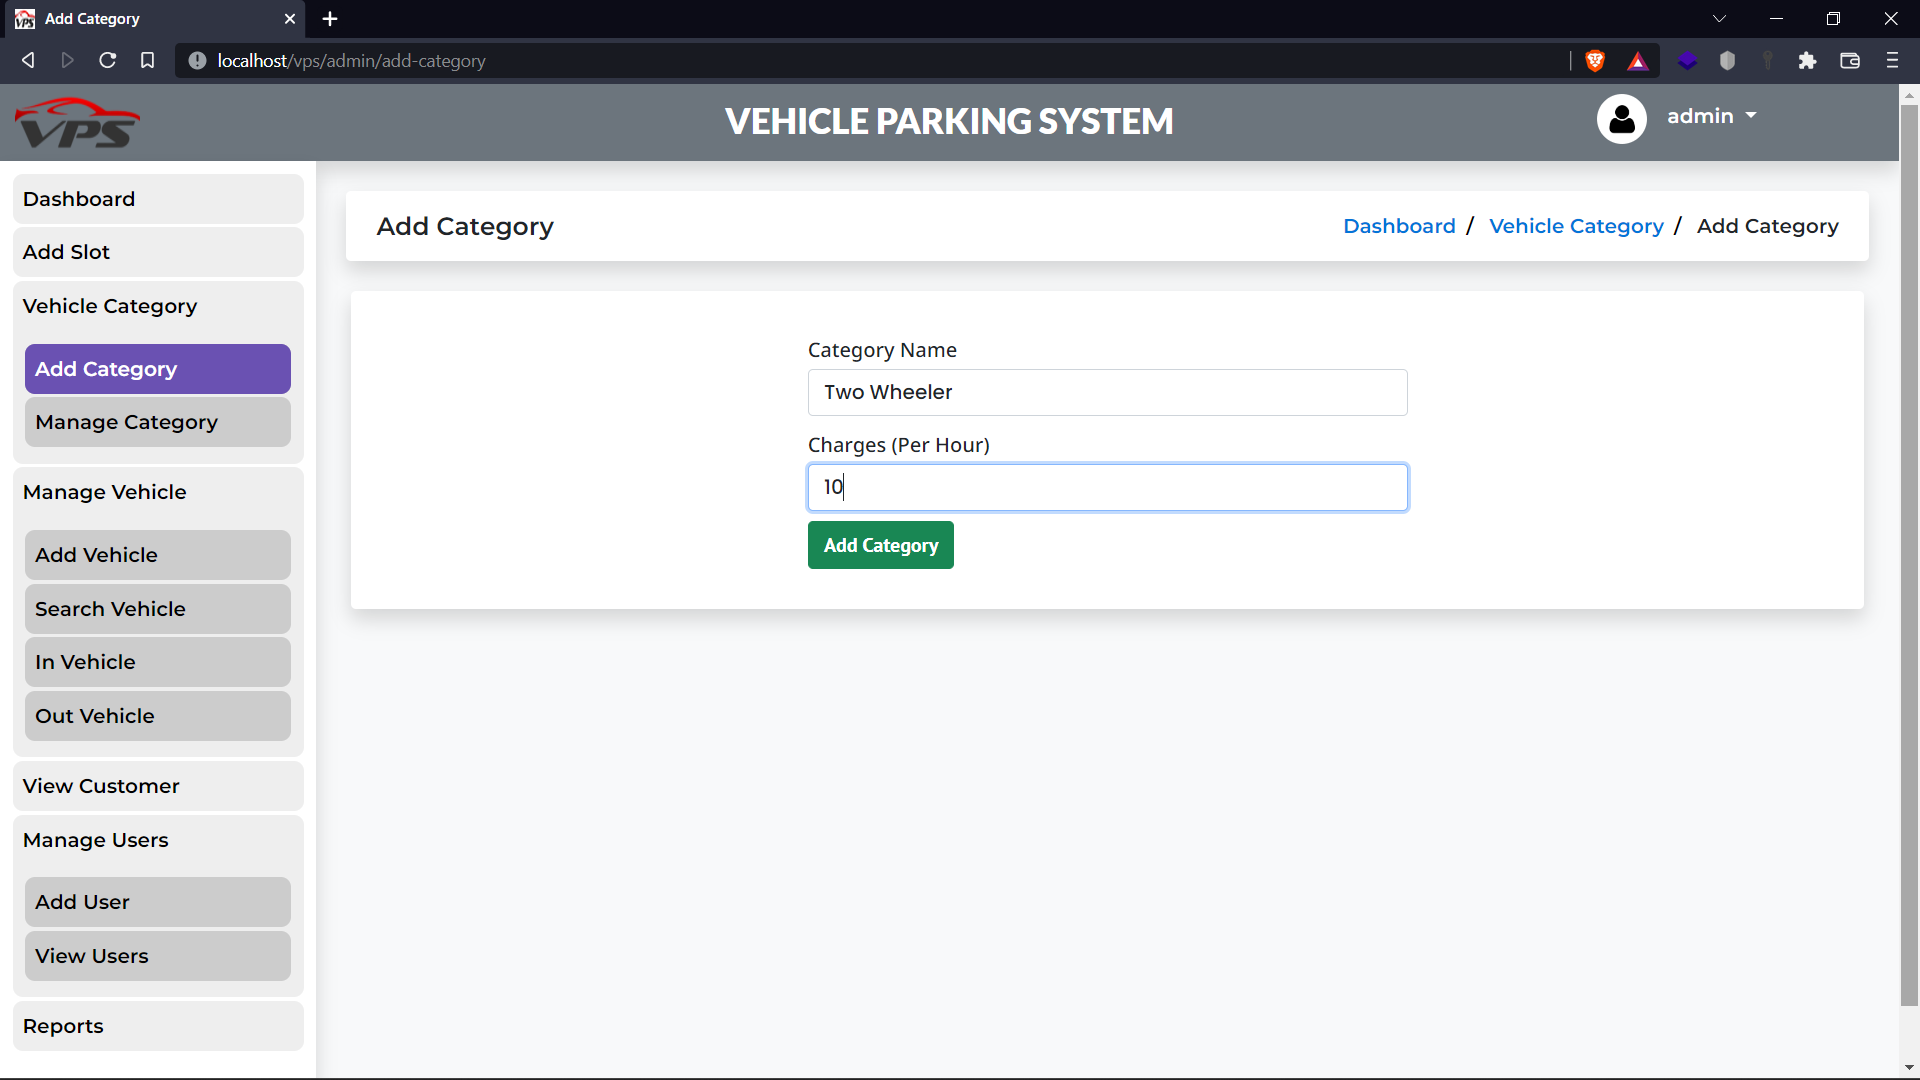 VPS Add Category
localhost/vps/admin/add-category
VPS
VEHICLE PARKING SYSTEM
admin
Dashboard
Add Slot
Vehicle Category
Add Category
Manage Category
Manage Vehicle
Add Vehicle
Search Vehicle
In Vehicle
Out Vehicle
View Customer
Manage Users
Add User
View Users
Reports
Add Category
Dashboard / Vehicle Category / Add Category
Category Name
Two Wheeler
Charges (Per Hour)
10
Add Category